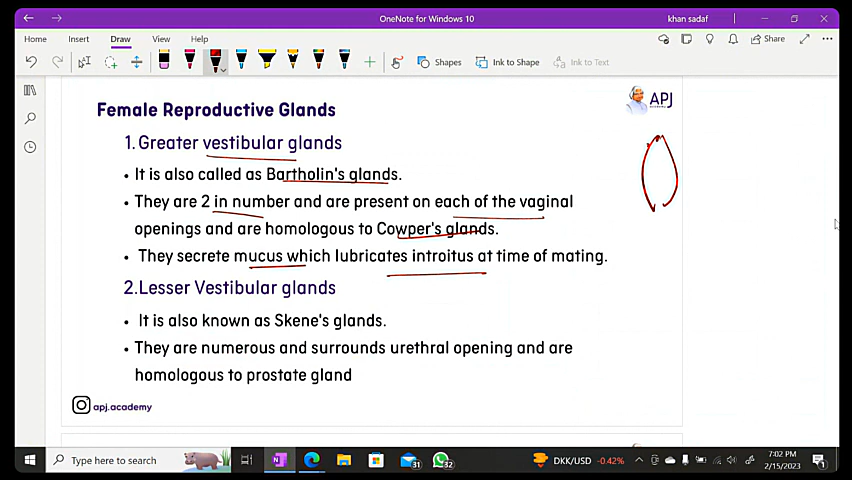 OneNote for Windows 10
khan sadaf
Home Insert Draw View Help
Share
Shapes Ink to Shape Ink to Text
Female Reproductive Glands
APJ
1. Greater vestibular glands
• It is also called as Bartholin's glands.
• They are 2 in number and are present on each of the vaginal
openings and are homologous to Cowper's glands.
• They secrete mucus which lubricates introitus at time of mating.
2.Lesser Vestibular glands
• It is also known as Skene's glands.
• They are numerous and surrounds urethral opening and are
homologous to prostate gland
apj.academy
Type here to search
31
32
DKK/USD -0.42%
7:02 PM
2/15/2023
1